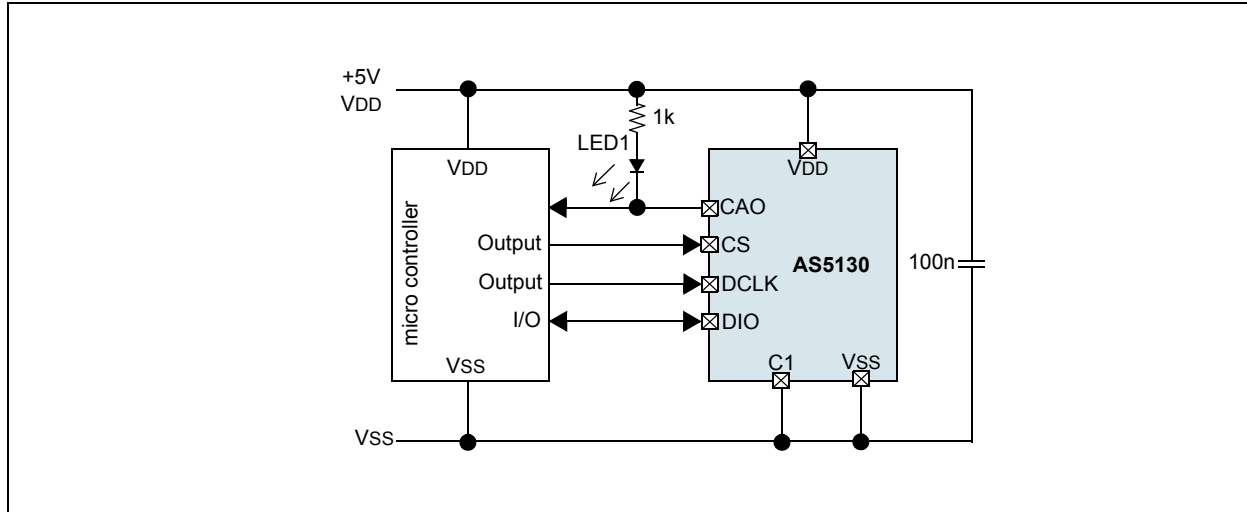 +5V
VDD
1k
LED1
VDD
VDD
CAO
micro controller
Output
CS
AS5130
100n
Output
DCLK
I/O
DIO
VSS
C1
VSS
VSS